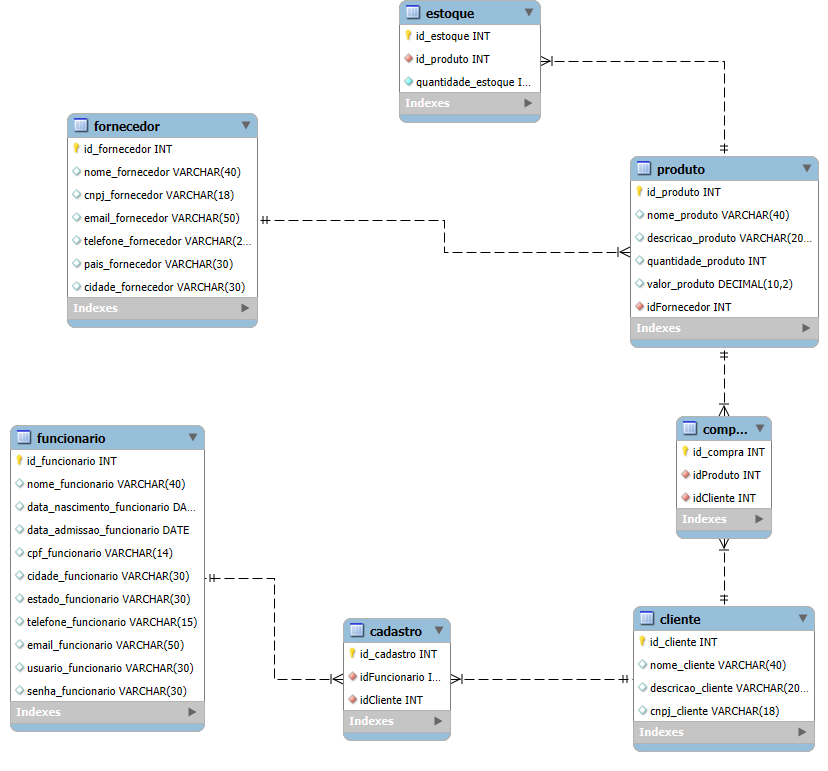 estoque
id_estoque INT
id_produto INT
quantidade_estoque I...
Indexes
fornecedor
id_fornecedor INT
nome_fornecedor VARCHAR(40)
cnpj_fornecedor VARCHAR(18)
email_fornecedor VARCHAR(50)
telefone_fornecedor VARCHAR(2...
pais_fornecedor VARCHAR(30)
cidade_fornecedor VARCHAR(30)
Indexes
produto
id_produto INT
nome_produto VARCHAR(40)
descricao_produto VARCHAR(20...
quantidade_produto INT
valor_produto DECIMAL(10,2)
idFornecedor INT
Indexes
comp...
id_compra INT
idProduto INT
idCliente INT
Indexes
funcionario
id_funcionario INT
nome_funcionario VARCHAR(40)
data_nascimento_funcionario DA...
data_admissao_funcionario DATE
cpf_funcionario VARCHAR(14)
cidade_funcionario VARCHAR(30)
estado_funcionario VARCHAR(30)
telefone_funcionario VARCHAR(15)
email_funcionario VARCHAR(50)
usuario_funcionario VARCHAR(30)
senha_funcionario VARCHAR(30)
Indexes
cadastro
id_cadastro INT
idFuncionario I...
idCliente INT
Indexes
cliente
id_cliente INT
nome_cliente VARCHAR(40)
descricao_cliente VARCHAR(20...
cnpj_cliente VARCHAR(18)
Indexes